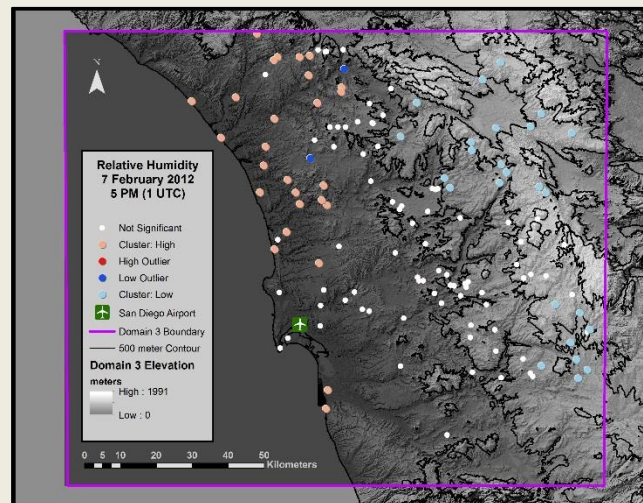 N
Relative Humidity
7 February 2012
5 PM (1 UTC)
Not Significant
Cluster: High
High Outlier
Low Outlier
Cluster: Low
San Diego Airport
Domain 3 Boundary
500 meter Contour
Domain 3 Elevation
meters
High : 1991
Low : 0
0 5 10 20 30 40 50
Kilometers